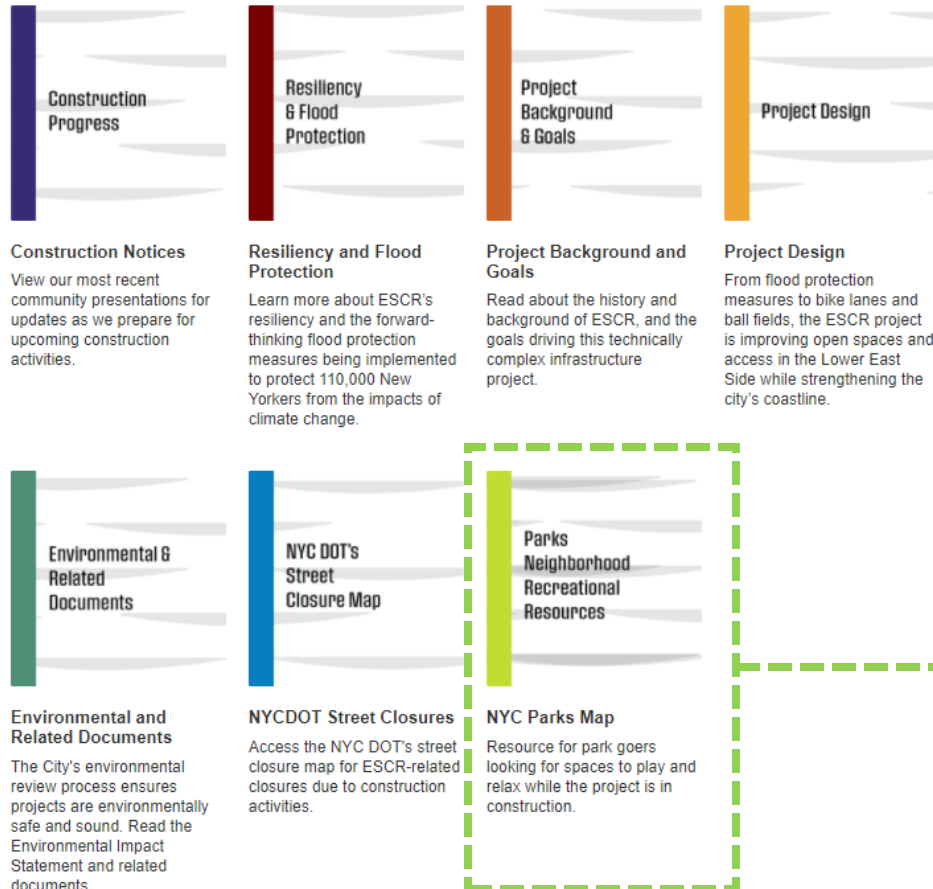 Construction
Progress
Resiliency
& Flood
Protection
Project
Background
& Goals
Project Design
Construction Notices
View our most recent
community presentations for
updates as we prepare for
upcoming construction
activities.
Resiliency and Flood
Protection
Learn more about ESCR's
resiliency and the forward-
thinking flood protection
measures being implemented
to protect 110,000 New
Yorkers from the impacts of
climate change.
Project Background and
Goals
Read about the history and
background of ESCR, and the
goals driving this technically
complex infrastructure
project.
Project Design
From flood protection
measures to bike lanes and
ball fields, the ESCR project
is improving open spaces and
access in the Lower East
Side while strengthening the
city's coastline.
Environmental &
Related
Documents
NYC DOT's
Street
Closure Map
Parks
Neighborhood
Recreational
Resources
Environmental and
Related Documents
The City's environmental
review process ensures
projects are environmentally
safe and sound. Read the
Environmental Impact
Statement and related
documents
NYCDOT Street Closures
Access the NYC DOT's street
closure map for ESCR-related
closures due to construction
activities.
NYC Parks Map
Resource for park goers
looking for spaces to play and
relax while the project is in
construction.